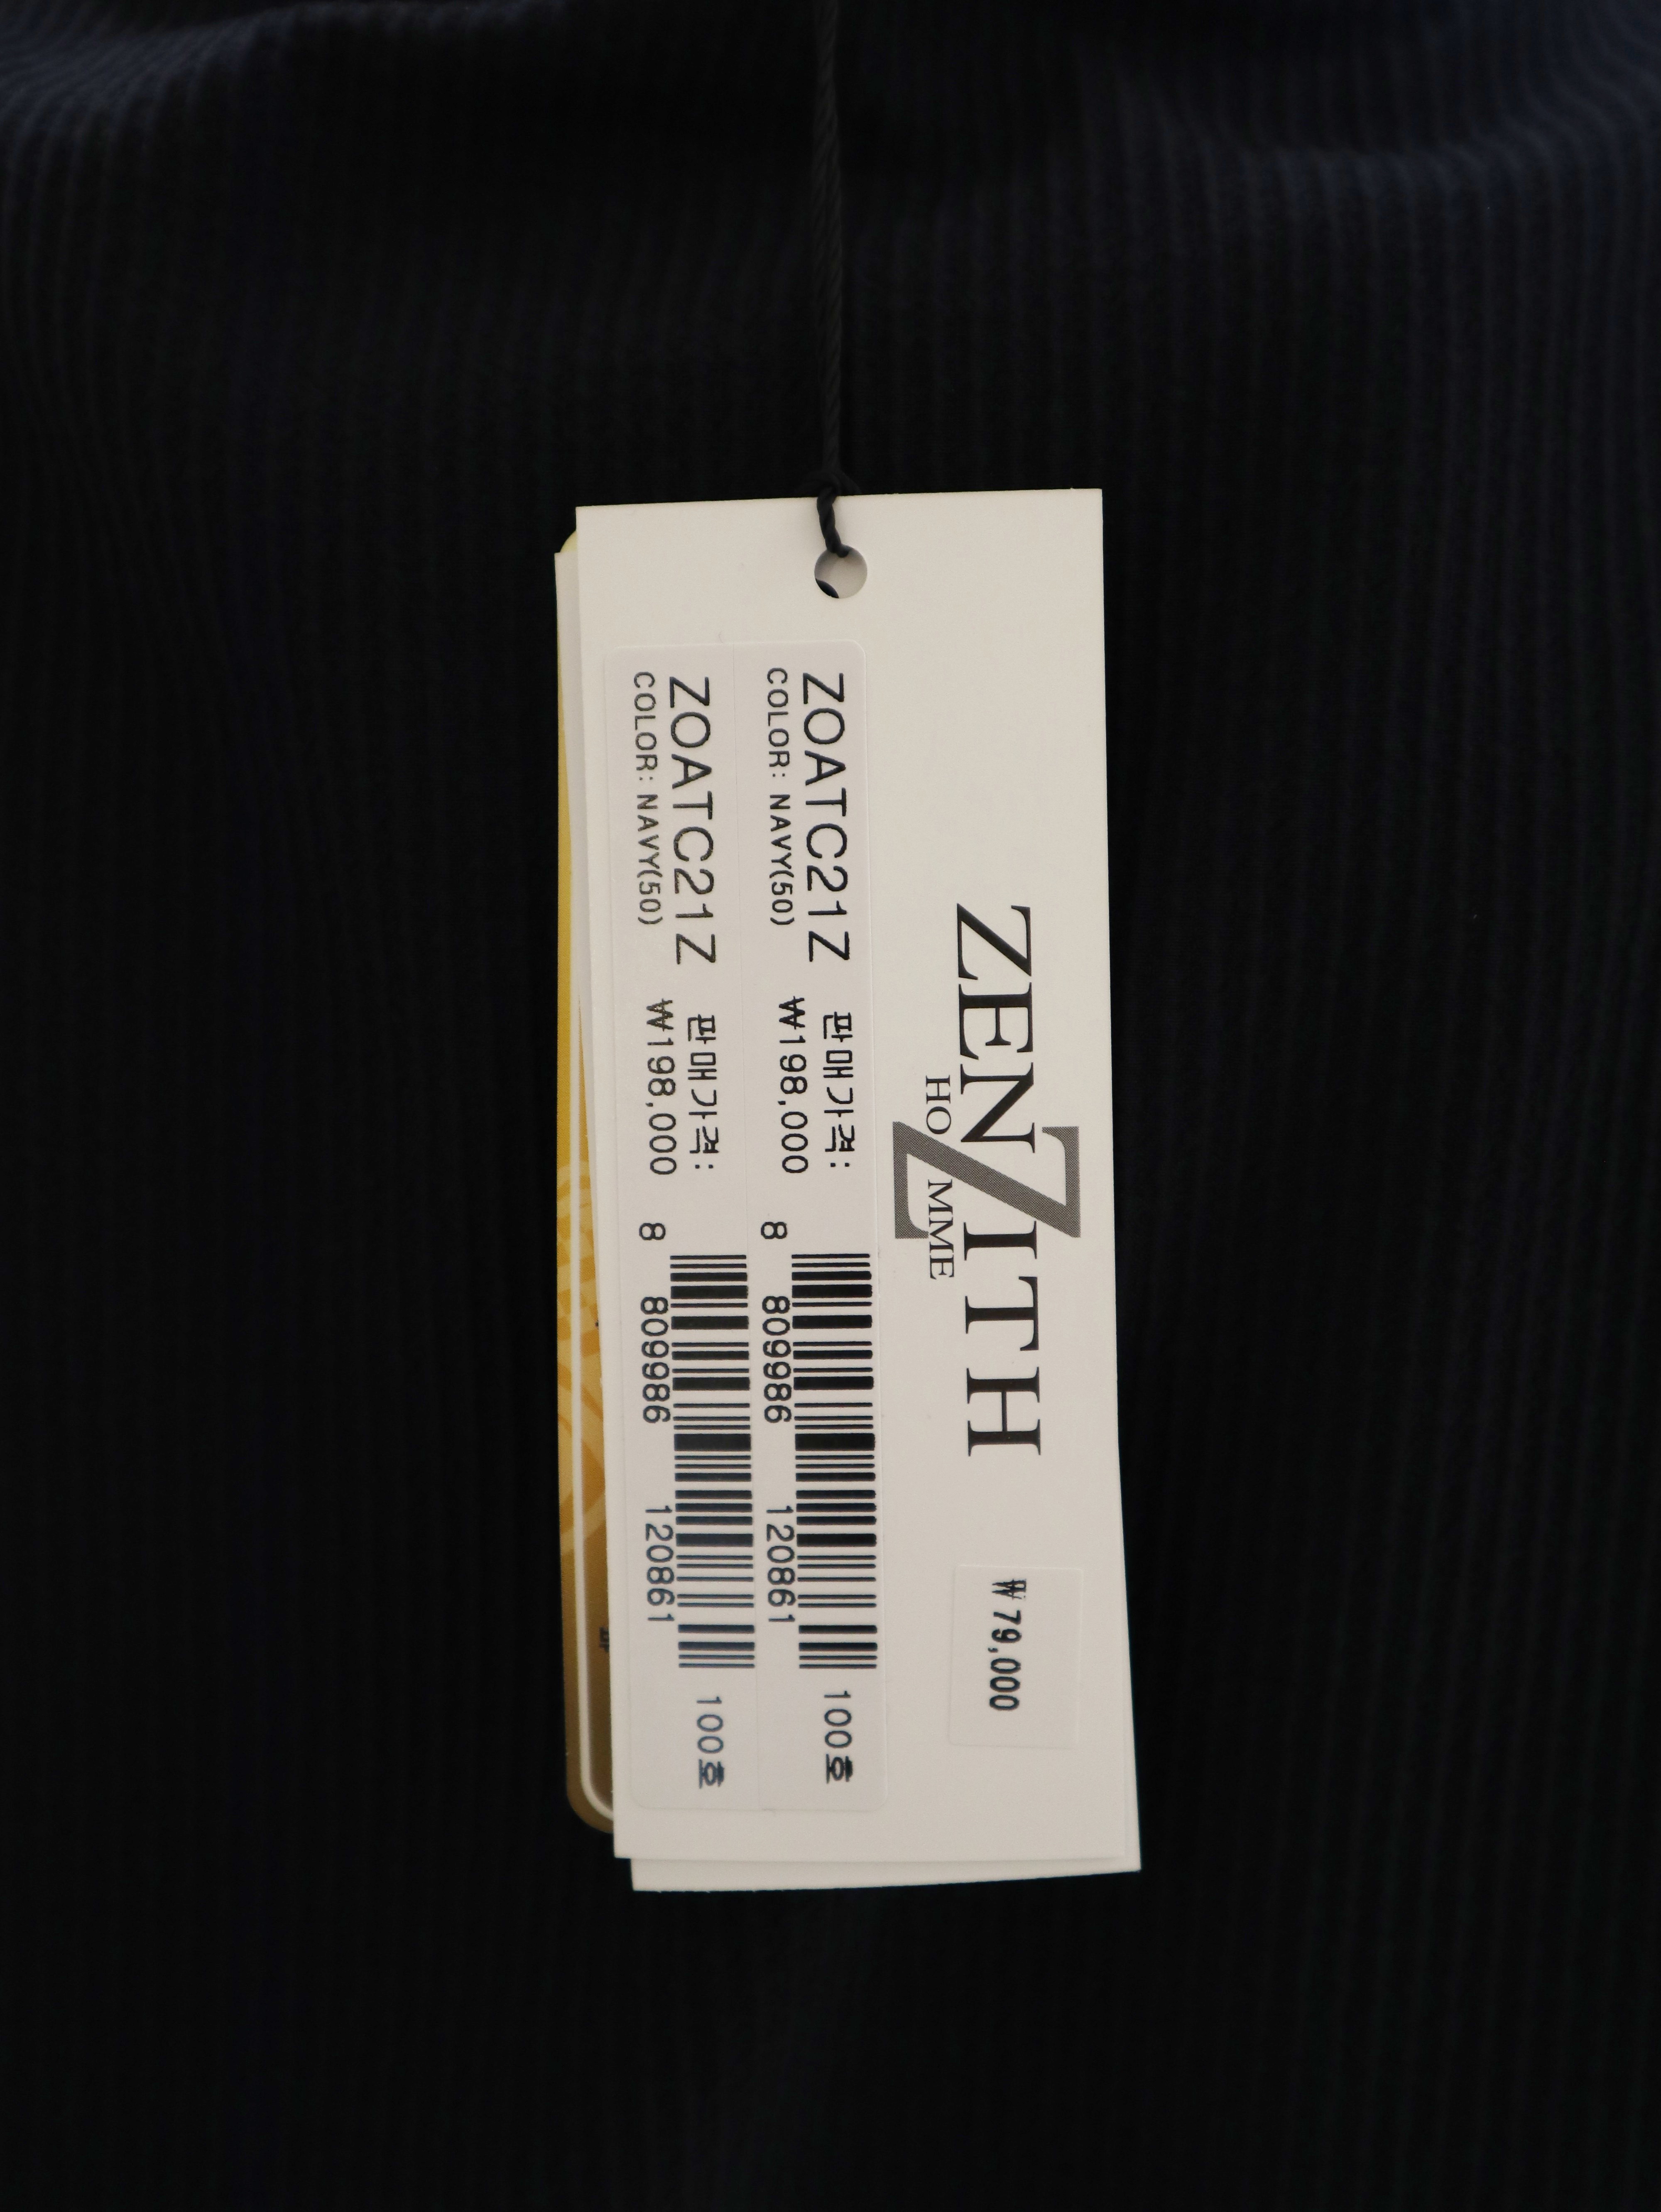 ZENZITH
HOMME
₩79,000
ZOATC21Z 판매가격:
COLOR: NAVY(50) ₩198,000
8 809986 120861
100호
ZOATC21Z 판매가격:
COLOR: NAVY(50) ₩198,000
8 809986 120861
100호